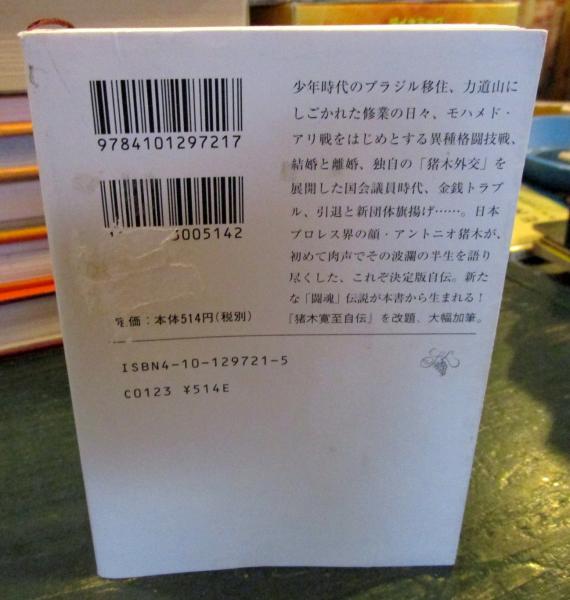 9784101297217
3005142
定価：本体514円（税別）
ISBN4-10-129721-5
C0123 ¥514E
少年時代のブラジル移住、力道山に
しごかれた修業の日々、モハメド・
アリ戦をはじめとする異種格闘技戦、
結婚と離婚、独自の「猪木外交」を
展開した国会議員時代、金銭トラブ
ル、引退と新団体旗揚げ……。日本
プロレス界の顔・アントニオ猪木が、
初めて肉声でその波瀾の半生を語り
尽くした、これぞ決定版自伝。新た
な「闘魂」伝説が本書から生まれる！
『猪木寛至自伝』を改題、大幅加筆。